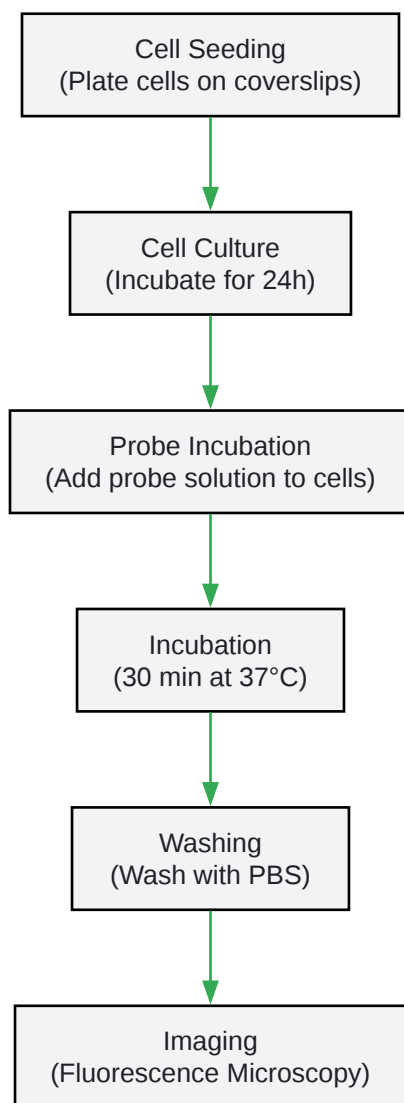 Cell Seeding
(Plate cells on coverslips)
Cell Culture
(Incubate for 24h)
Probe Incubation
(Add probe solution to cells)
Incubation
(30 min at 37°C)
Washing
(Wash with PBS)
Imaging
(Fluorescence Microscopy)